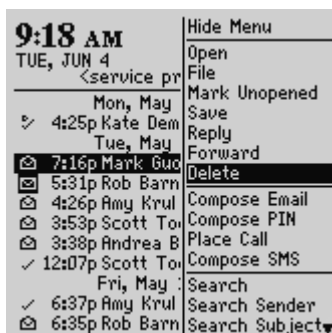 9:18 AM
TUE, JUN 4
<service pr
Mon, May
4:25p Kate Dem
Tue, May
7:16p Mark Guo
5:31p Rob Barn
4:26p Amy Krul
3:53p Scott To
3:38p Andrea B
12:07p Scott To
Fri, May
6:37p Amy Krul
6:35p Rob Barn
Hide Menu
Open
File
Mark Unopened
Save
Reply
Forward
Delete
Compose Email
Compose PIN
Place Call
Compose SMS
Search
Search Sender
Search Subject